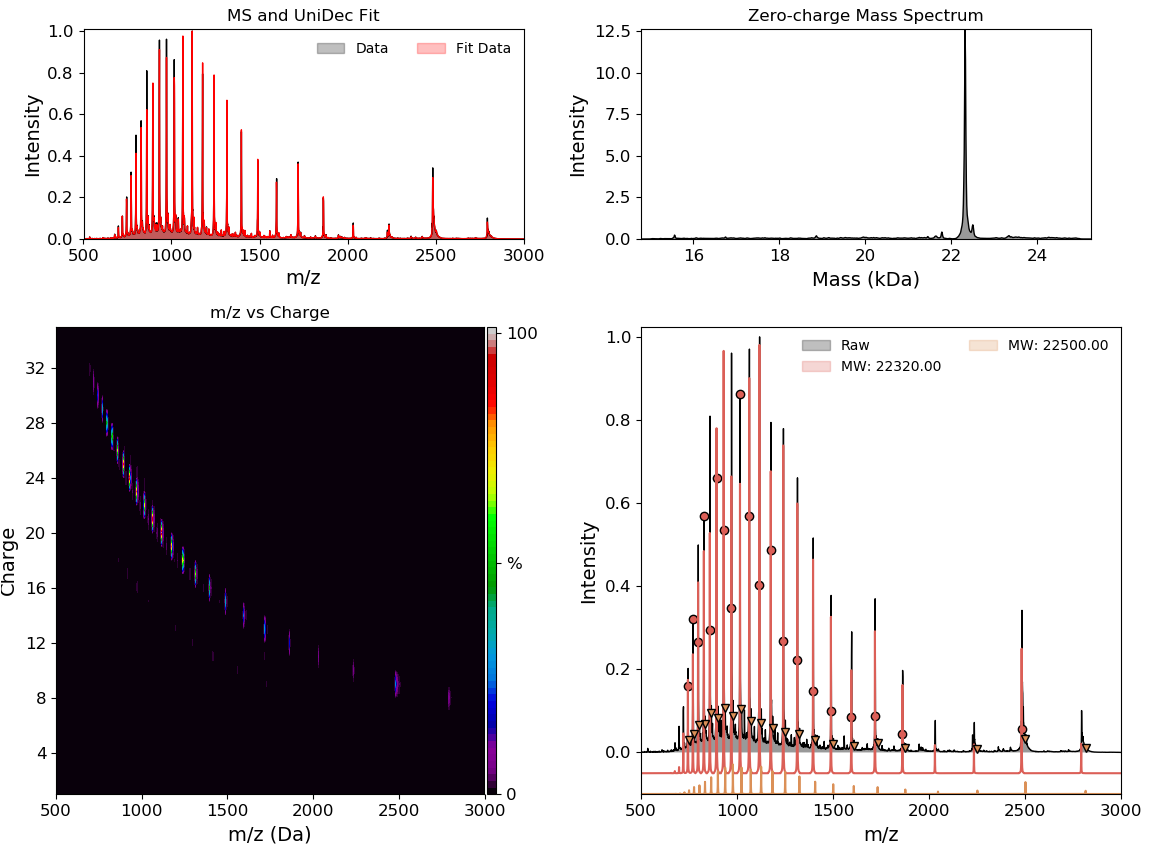 MS and UniDec Fit
Intensity
1.0
0.8
0.6
0.4
0.2
0.0
Data
Fit Data
500 1000 1500 2000 2500 3000
m/z
Zero-charge Mass Spectrum
Intensity
12.5
10.0
7.5
5.0
2.5
0.0
16 18 20 22 24
Mass (kDa)
m/z vs Charge
Charge
32
28
24
20
16
12
8
4
500 1000 1500 2000 2500 3000
m/z (Da)
100
%
0
Intensity
1.0
0.8
0.6
0.4
0.2
0.0
Raw
MW: 22320.00
MW: 22500.00
500 1000 1500 2000 2500 3000
m/z